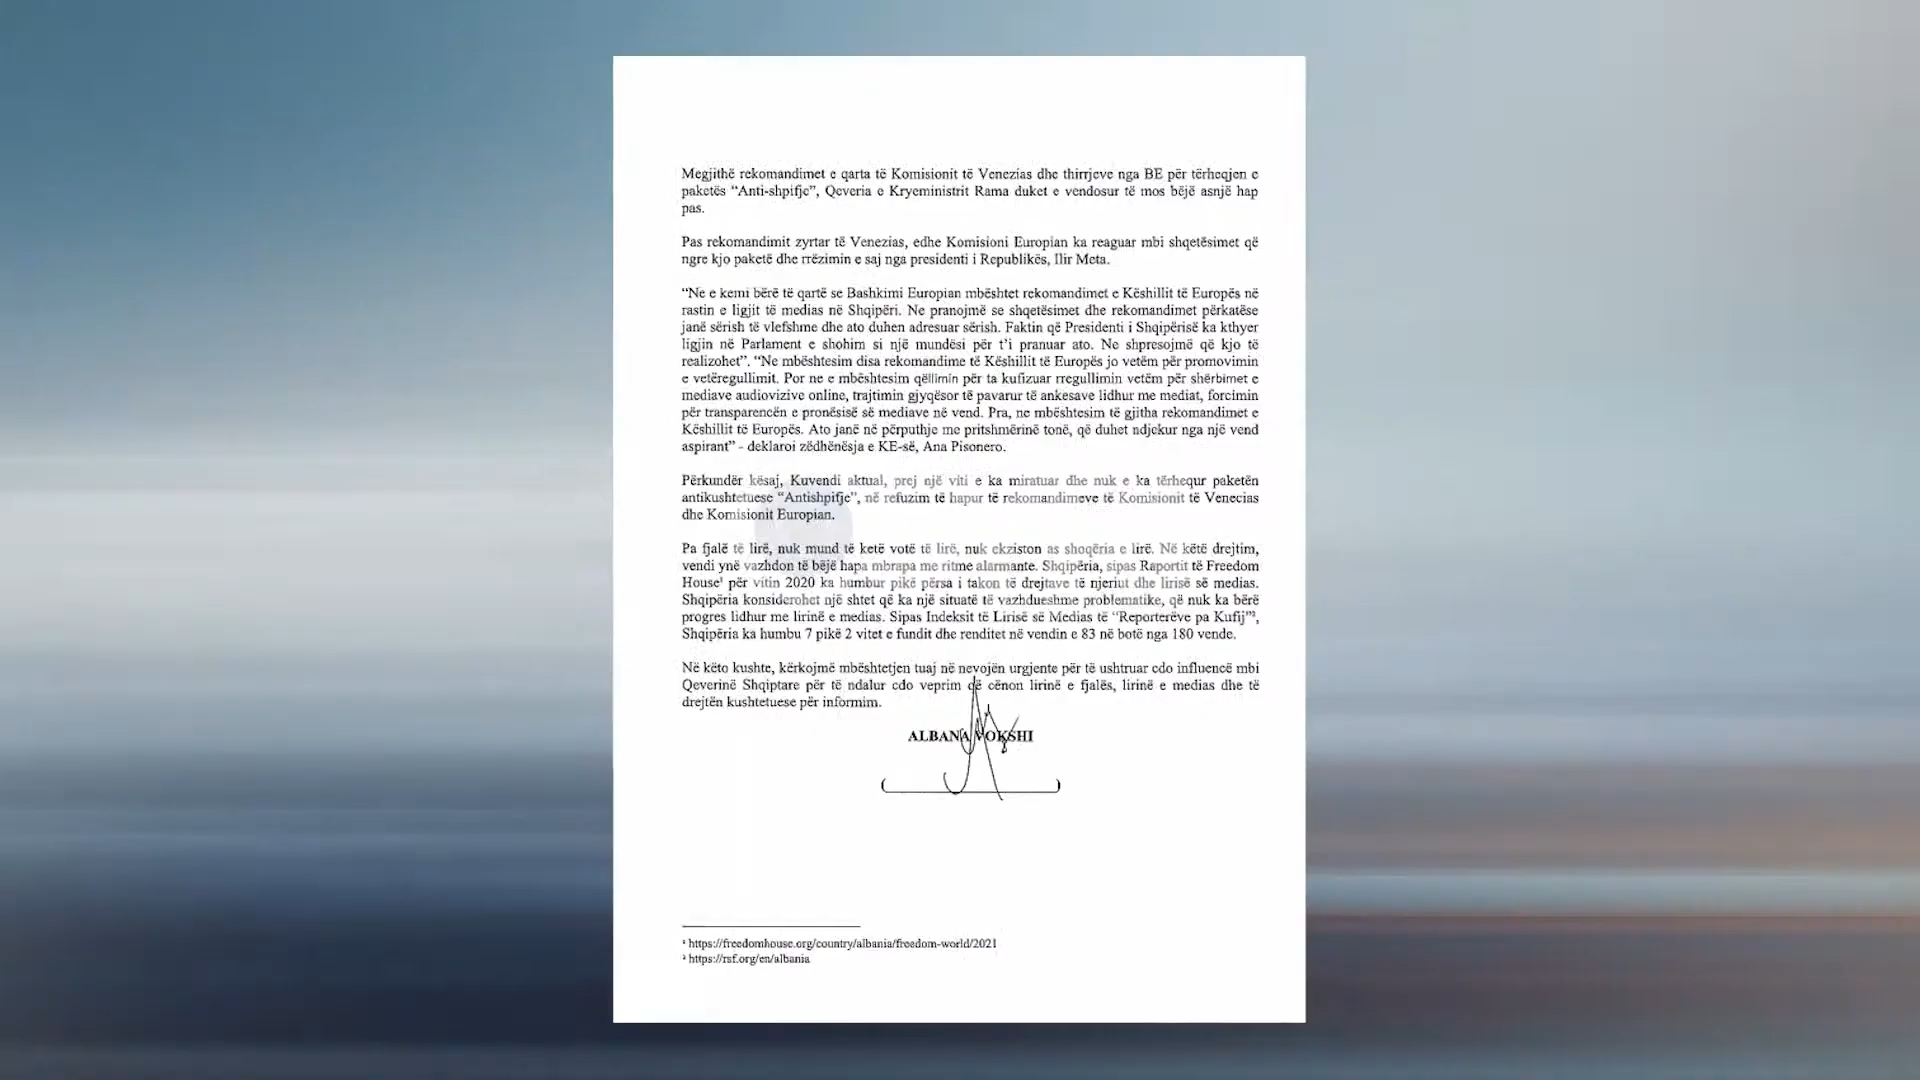 Megjithë rekomandimet e qarta të Komisionit të Venezias dhe thirrjeve nga BE për tërheqjen e
paketës “Anti-shpifje”, Qeveria e Kryeministrit Rama duket e vendosur të mos bëjë asnjë hap
pas.
Pas rekomandimit zyrtar të Venezias, edhe Komisioni Europian ka reaguar mbi shqetësimet që
ngre kjo paketë dhe rrëzimin e saj nga presidenti i Republikës, Ilir Meta.
“Ne e kemi bërë të qartë se Bashkimi Europian mbështet rekomandimet e Këshillit të Europës në
rastin e ligjit të medias në Shqipëri. Ne pranojmë se shqetësimet dhe rekomandimet përkatëse
janë sërish të vlefshme dhe ato duhen adresuar sërish. Faktin që Presidenti i Shqipërisë ka kthyer
ligjin në Parlament e shohim si një mundësi për t’i pranuar ato. Ne shpresojmë që kjo të
realizohet”. “Ne mbështesim disa rekomandime të Këshillit të Europës jo vetëm për promovimin
e vetërregullimit. Por ne e mbështesim qëllimin për ta kufizuar rregullimin vetëm për shërbimet e
mediave audiovizive online, trajtimin gjyqësor të pavarur të ankesave lidhur me mediat, forcimin
për transparencën e pronësisë së mediave në vend. Pra, ne mbështesim të gjitha rekomandimet e
Këshillit të Europës. Ato janë në përputhje me pritshmërinë tonë, që duhet ndjekur nga një vend
aspirant” - deklaroi zëdhënësja e KE-së, Ana Pisonero.
Përkundër kësaj, Kuvendi aktual, prej një viti e ka miratuar dhe nuk e ka tërhequr paketën
antikushtetuese “Antishpifje”, në refuzim të hapur të rekomandimeve të Komisionit të Venecias
dhe Komisionit Europian.
Pa fjalë të lirë, nuk mund të ketë votë të lirë, nuk ekziston as shoqëria e lirë. Në këtë drejtim,
vendi ynë vazhdon të bëjë hapa mbrapa me ritme alarmante. Shqipëria, sipas Raportit të Freedom
House¹ për vitin 2020 ka humbur pikë përsa i takon të drejtave të njeriut dhe lirisë së medias.
Shqipëria konsiderohet një shtet që ka një situatë të vazhdueshme problematike, që nuk ka bërë
progres lidhur me lirinë e medias. Sipas Indeksit të Lirisë së Medias të “Reporterëve pa Kufij”²,
Shqipëria ka humbu 7 pikë 2 vitet e fundit dhe renditet në vendin e 83 në botë nga 180 vende.
Në këto kushte, kërkojmë mbështetjen tuaj në nevojën urgjente për të ushtruar cdo influencë mbi
Qeverinë Shqiptare për të ndalur cdo veprim që cënon lirinë e fjalës, lirinë e medias dhe të
drejtën kushtetuese për informim.
ALBANA VOKSHI
¹ https://freedomhouse.org/country/albania/freedom-world/2021
² https://rsf.org/en/albania